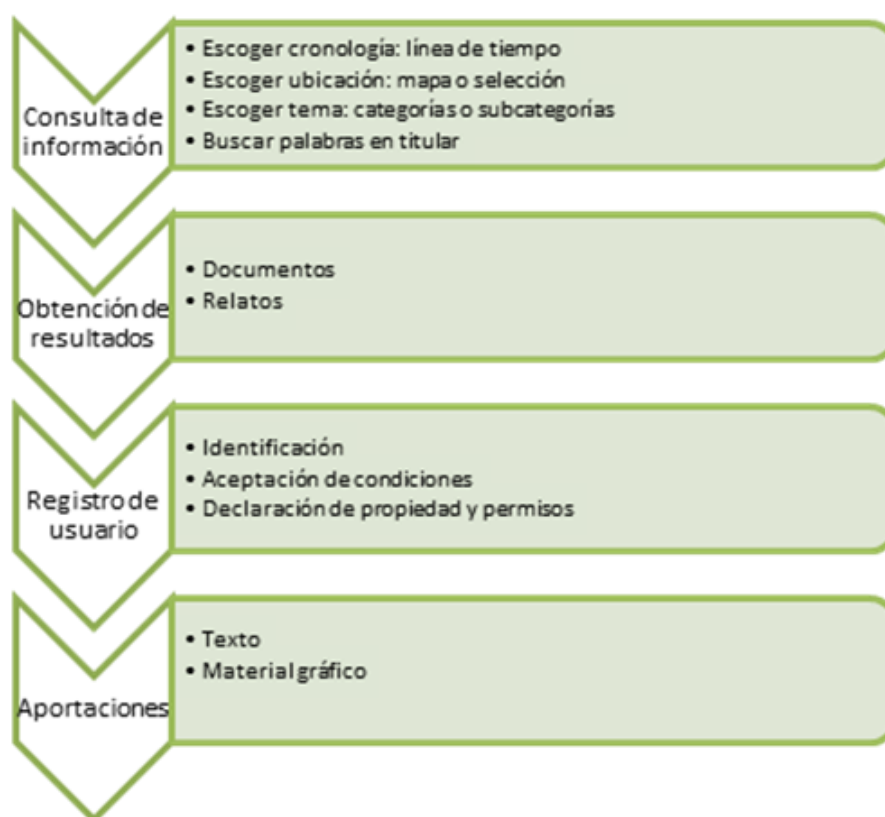 Consulta de
información
• Escoger cronología: línea de tiempo
• Escoger ubicación: mapa o selección
• Escoger tema: categorías o subcategorías
• Buscar palabras en titular
Obtención de
resultados
• Documentos
• Relatos
Registro de
usuario
• Identificación
• Aceptación de condiciones
• Declaración de propiedad y permisos
Aportaciones
• Texto
• Material gráfico